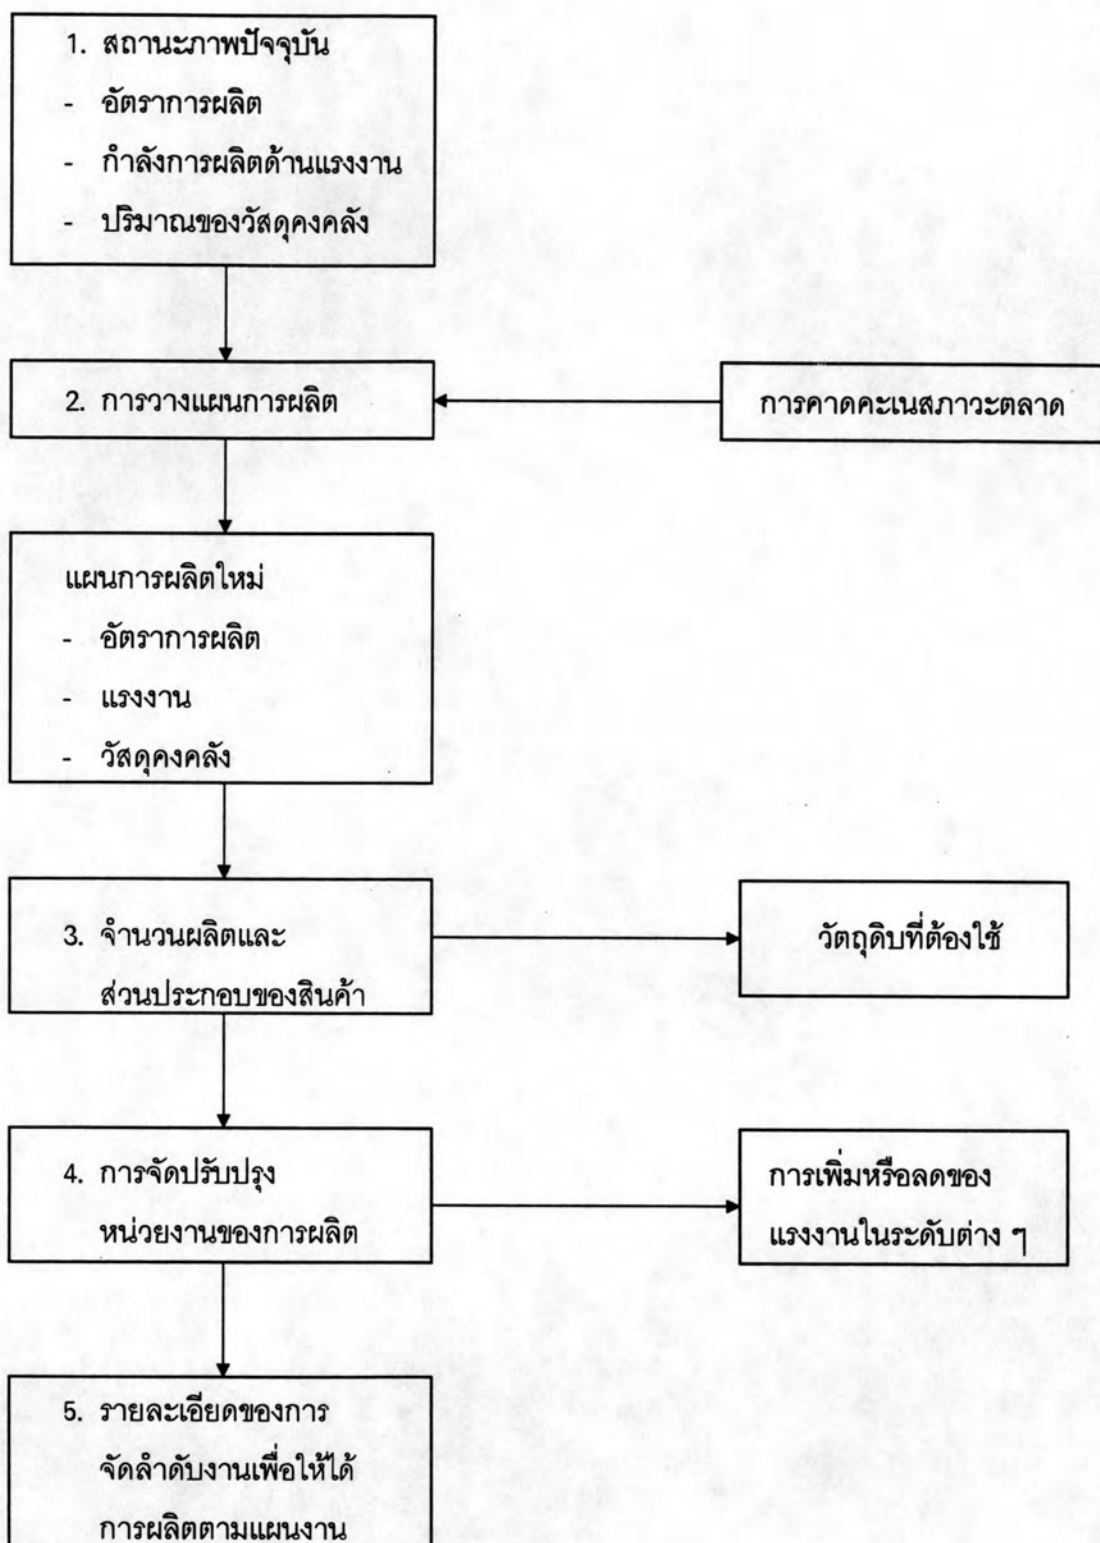 1. สถานะภาพปัจจุบัน
- อัตราการผลิต
- กำลังการผลิตด้านแรงงาน
- ปริมาณของวัสดุคงคลัง
2. การวางแผนการผลิต
การคาดคะเนสภาวะตลาด
แผนการผลิตใหม่
- อัตราการผลิต
- แรงงาน
- วัสดุคงคลัง
3. จำนวนผลิตและ
ส่วนประกอบของสินค้า
วัตถุดิบที่ต้องใช้
4. การจัดปรับปรุง
หน่วยงานของการผลิต
การเพิ่มหรือลดของ
แรงงานในระดับต่าง ๆ
5. รายละเอียดของการ
จัดลำดับงานเพื่อให้ได้
การผลิตตามแผนงาน